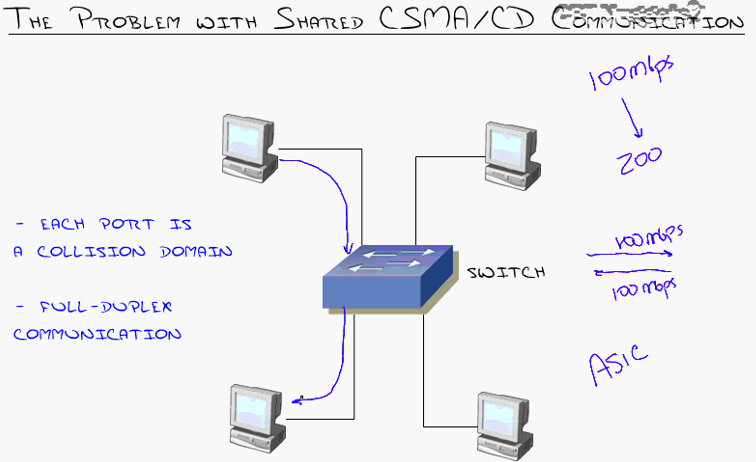 THE PROBLEM WITH SHARED CSMA/CD COMMUNICATION
100mbps
200
- EACH PORT IS
A COLLISION DOMAIN
SWITCH
100mbps
100mbps
- FULL-DUPLEX
COMMUNICATION
ASIC